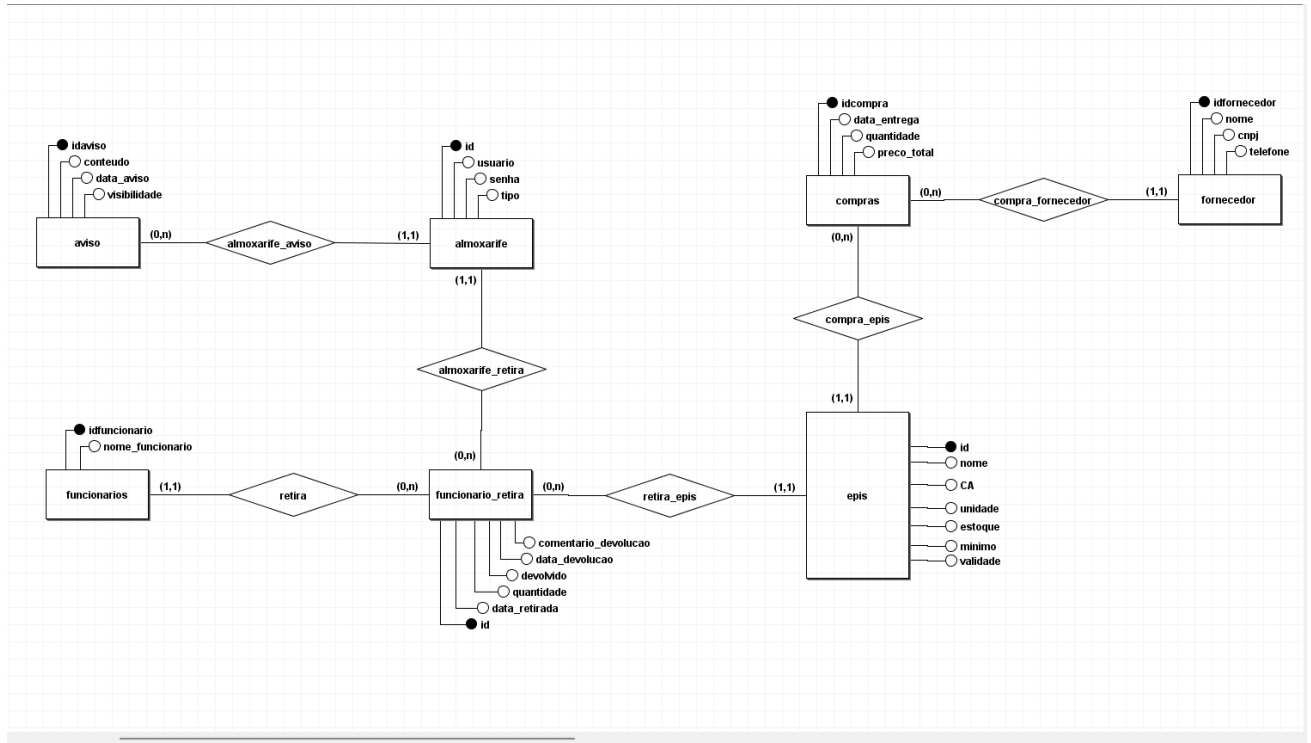 idcompra
data_entrega
quantidade
preco_total
idfornecedor
nome
cnpj
telefone
idaviso
conteudo
data_aviso
visibilidade
id
usuario
senha
tipo
compras
(0,n)
compra_fornecedor
(1,1)
fornecedor
aviso
(0,n)
almoxarife_aviso
(1,1)
almoxarife
(0,n)
(1,1)
compra_epis
almoxarife_retira
(1,1)
idfuncionario
nome_funcionario
(0,n)
funcionarios
(1,1)
retira
(0,n)
funcionario_retira
(0,n)
retira_epis
(1,1)
epis
id
nome
CA
unidade
estoque
minimo
validade
comentario_devolucao
data_devolucao
devolvido
quantidade
data_retirada
id